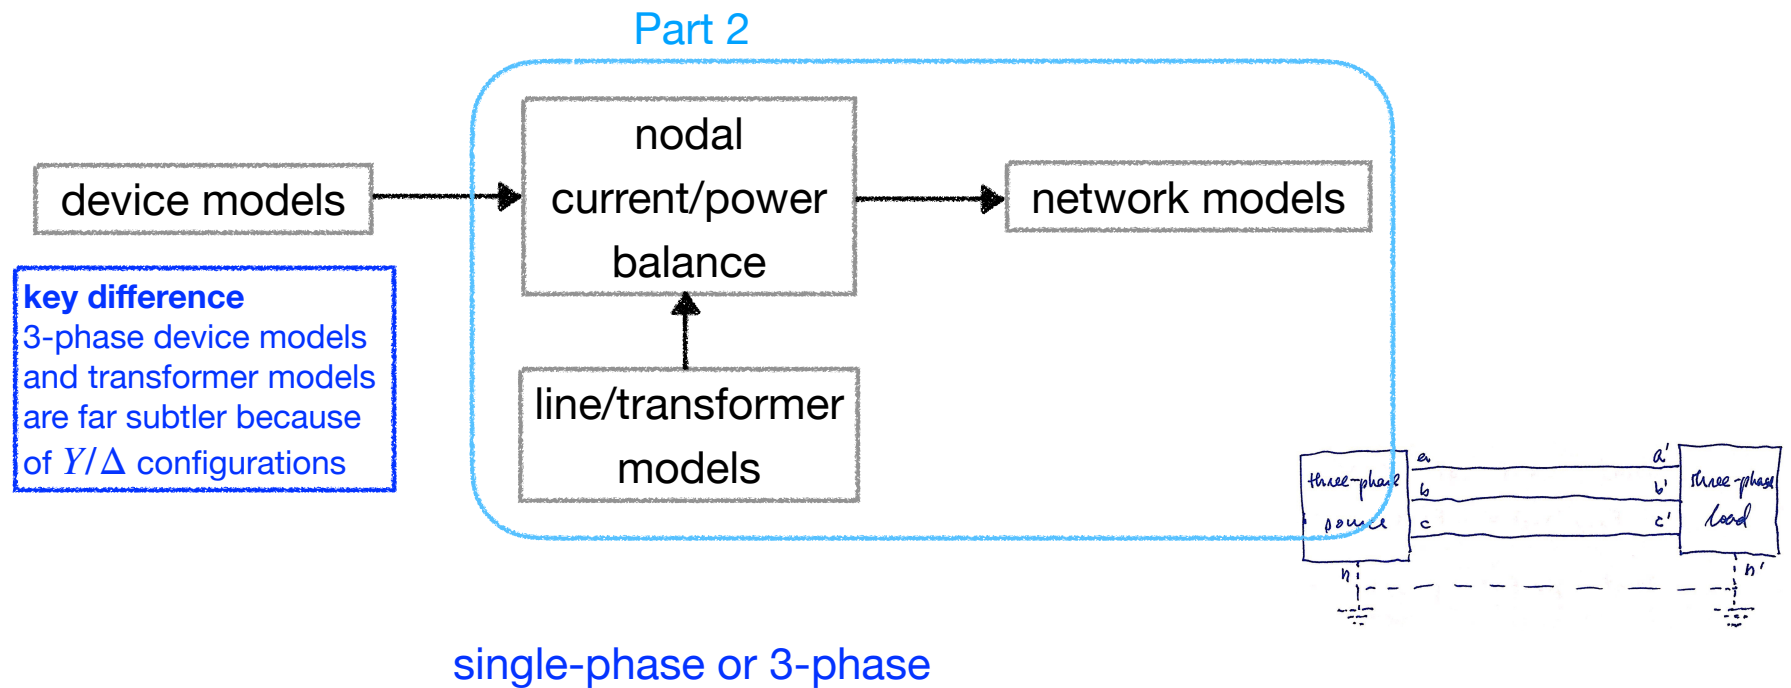 Part 2
nodal
current/power
balance
device models
network models
key difference
3-phase device models
and transformer models
are far subtler because
of Y/Δ configurations
line/transformer
models
three-phase
source
a
b
c
n
a'
b'
c'
n'
three-phase
load
single-phase or 3-phase